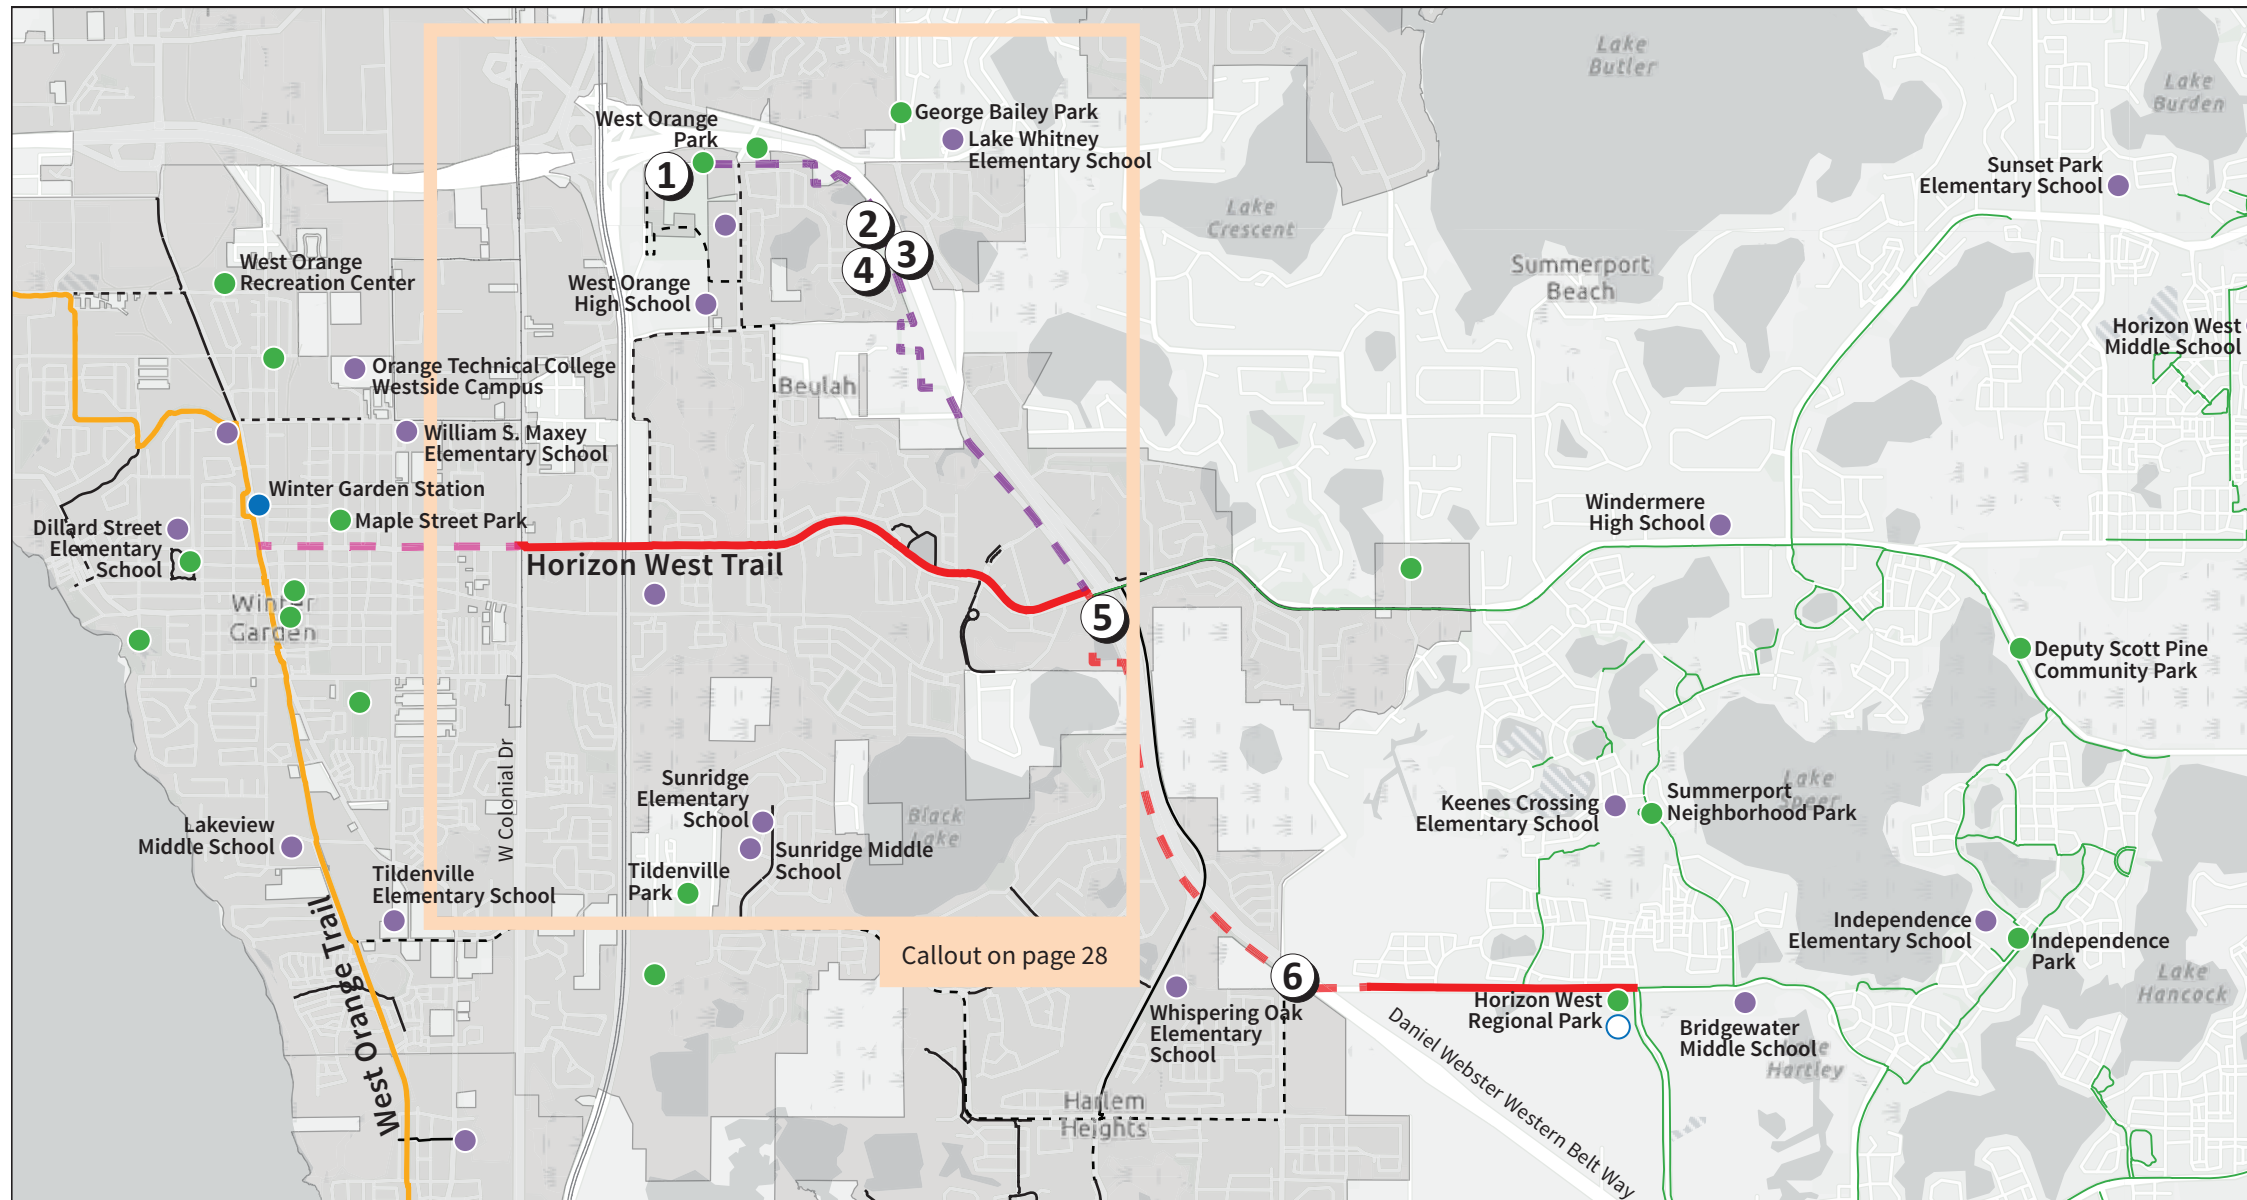 Lake
Butler
Lake
Burden
George Bailey Park
West Orange
Park
Lake Whitney
Elementary School
1
Sunset Park
Elementary School
Lake
Crescent
2
3
4
West Orange
Recreation Center
West Orange
High School
Summerport
Beach
Horizon West
Middle School
Orange Technical College
Westside Campus
Beulah
William S. Maxey
Elementary School
Winter Garden Station
Maple Street Park
Dillard Street
Elementary
School
Windermere
High School
Horizon West Trail
Winter
Garden
5
Deputy Scott Pine
Community Park
W Colonial Dr
Sunridge
Elementary
School
Sunridge Middle
School
Black
Lake
Lake
Speer
Keenes Crossing
Elementary School
Summerport
Neighborhood Park
Lakeview
Middle School
Tildenville
Elementary School
Tildenville
Park
West Orange Trail
Callout on page 28
6
Independence
Elementary School
Independence
Park
Lake
Hancock
Whispering Oak
Elementary
School
Horizon West
Regional Park
Bridgewater
Middle School
Lake
Hartley
Daniel Webster Western Belt Way
Harlem
Heights